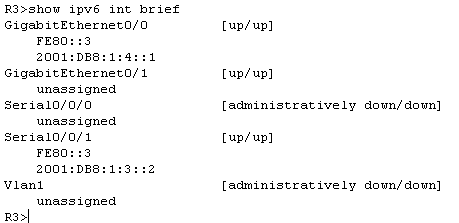 R3>show ipv6 int brief
GigabitEthernet0/0         [up/up]
    FE80::3
    2001:DB8:1:4::1
GigabitEthernet0/1         [up/up]
    unassigned
Serial0/0/0                [administratively down/down]
    unassigned
Serial0/0/1                [up/up]
    FE80::3
    2001:DB8:1:3::2
Vlan1                      [administratively down/down]
    unassigned
R3>